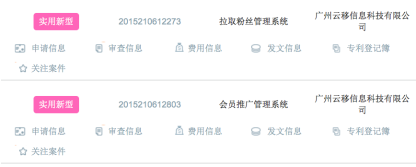 实用新型 2015210612273 拉取粉丝管理系统 广州云移信息科技有限公
司
申请信息 审查信息 费用信息 发文信息 专利登记簿
关注案件
实用新型 2015210612803 会员推广管理系统 广州云移信息科技有限公
司
申请信息 审查信息 费用信息 发文信息 专利登记簿
关注案件